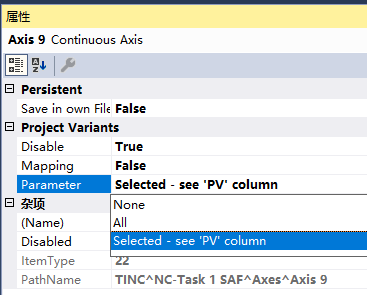 属性
Axis 9 Continuous Axis
Persistent
Save in own File False
Project Variants
Disable True
Mapping False
Parameter Selected - see 'PV' column
杂项 None
(Name) All
Disabled Selected - see 'PV' column
ItemType 22
PathName TINC^NC-Task 1 SAF^Axes^Axis 9